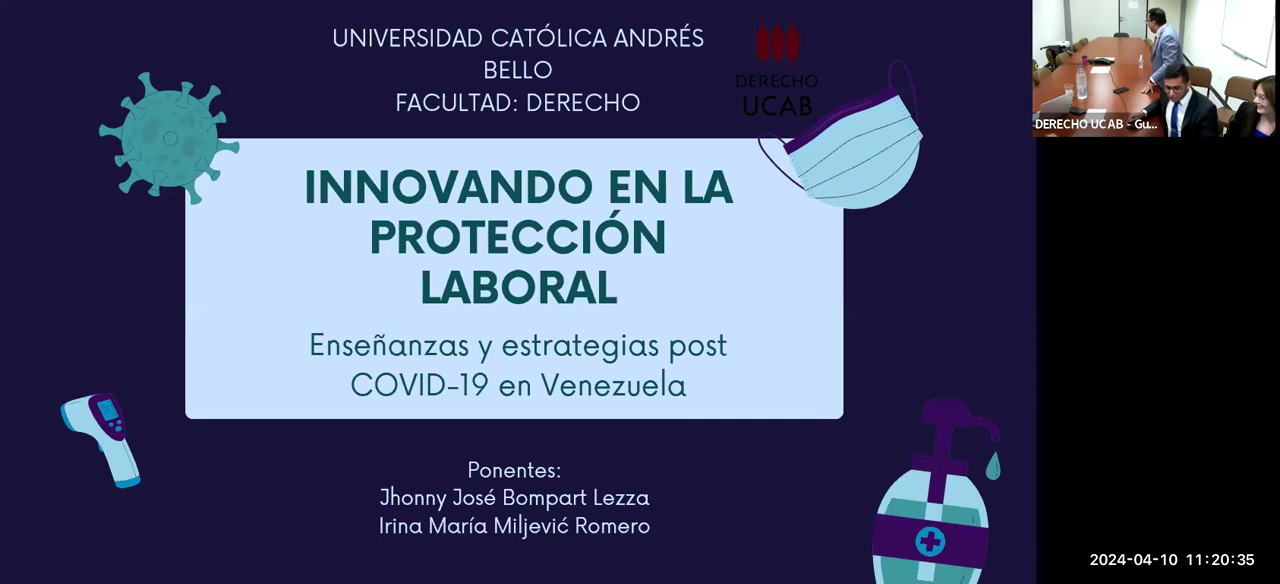 UNIVERSIDAD CATÓLICA ANDRÉS
BELLO
FACULTAD: DERECHO
DERECHO
UCAB
DERECHO UCAB - Gu...
INNOVANDO EN LA
PROTECCIÓN
LABORAL
Enseñanzas y estrategias post
COVID-19 en Venezuela
Ponentes:
Jhonny José Bompart Lezza
Irina María Miljević Romero
2024-04-10 11:20:35